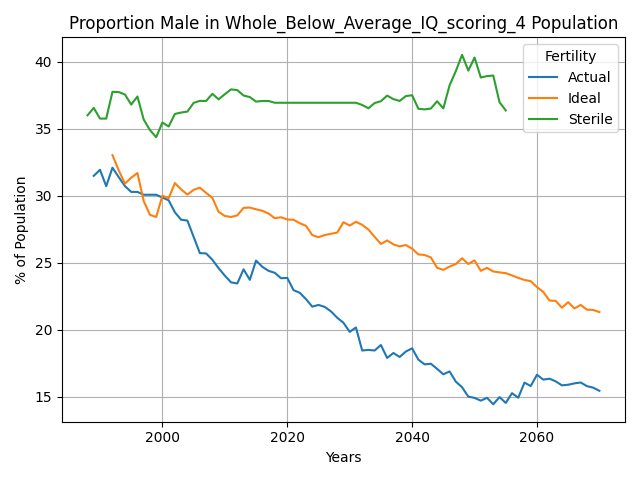 Proportion Male in Whole_Below_Average_IQ_scoring_4 Population
Fertility
Actual
Ideal
Sterile
% of Population
40
35
30
25
20
15
2000
2020
2040
2060
Years